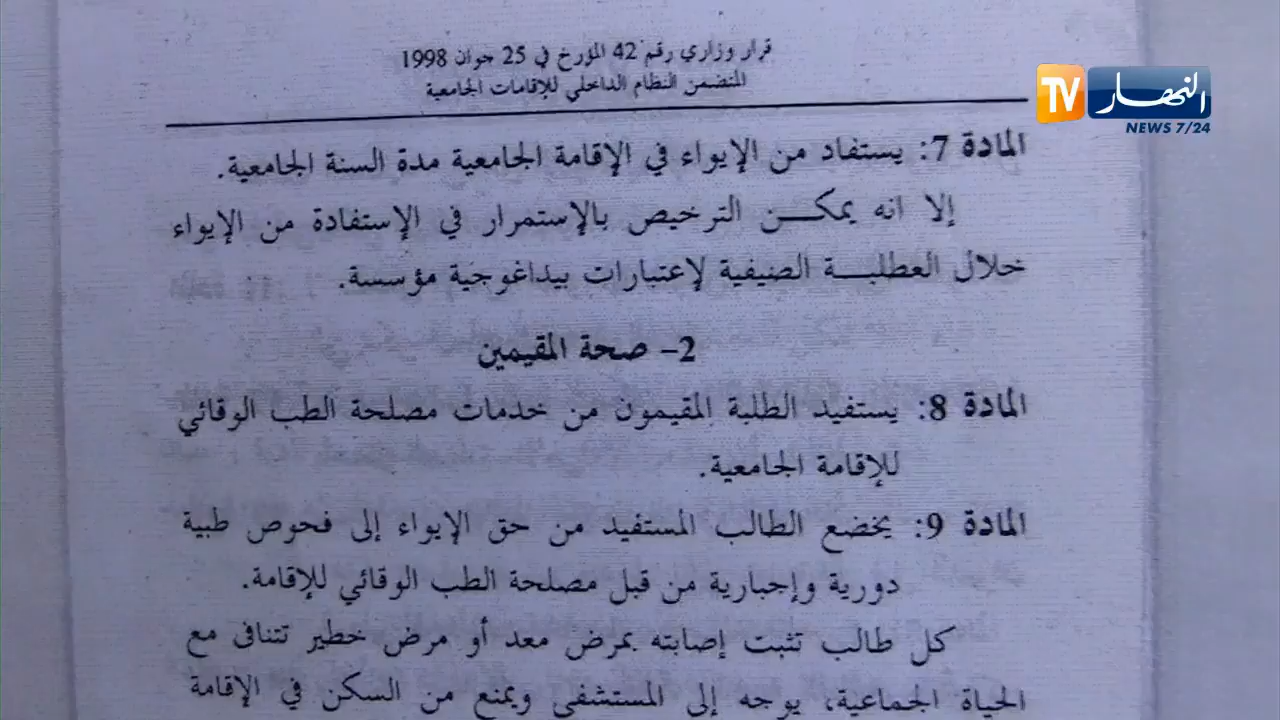 قرار وزاري رقم 42 المؤرخ في 25 جوان 1998
المتضمن النظام الداخلي للإقامات الجامعية
النهار TV
NEWS 7/24
المادة 7: يستفاد من الإيواء في الإقامة الجامعية مدة السنة الجامعية.
إلا انه يمكن الترخيص بالإستمرار في الإستفادة من الإيواء
خلال العطلبة الصنيفية لإعتبارات بيداغوجية مؤسسة.
2- صحة المقيمين
المادة 8: يستفيد الطلبة المقيمون من خدمات مصلحة الطب الوقائي
للإقامة الجامعية.
المادة 9: يخضع الطالب المستفيد من حق الإيواء إلى فحوص طبية
دورية وإجبارية من قبل مصلحة الطب الوقائي للإقامة.
كل طالب تثبت إصابته بمرض معد أو مرض خطير تتنافى مع
الحياة الجماعية، يوجه إلى المستشفى ويمنع من السكن في الإقامة